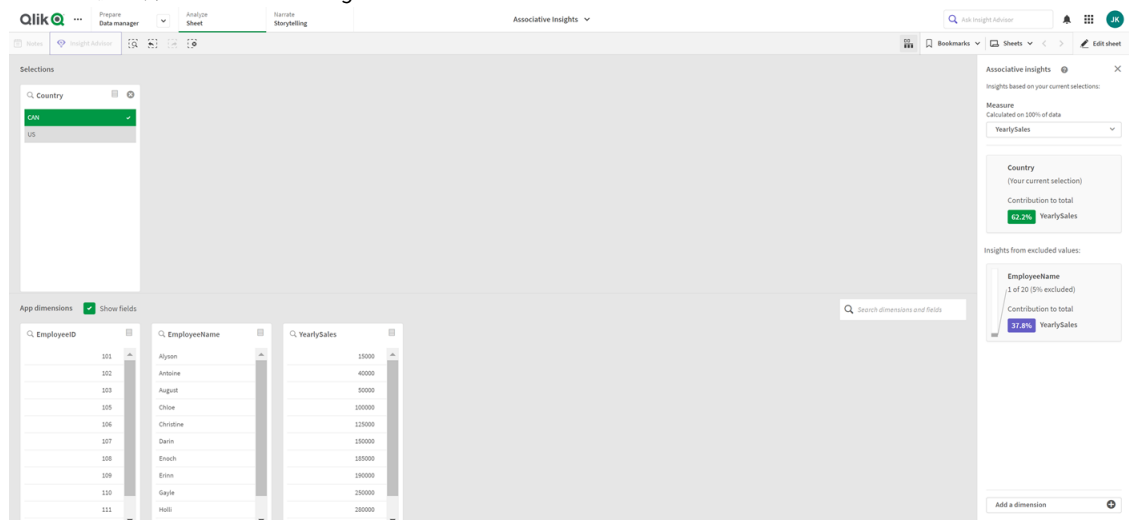 Qlik
Prepare
Data manager
Analyze
Sheet
Narrate
Storytelling
Associative Insights
Ask Insight Advisor
JK
Notes
Insight Advisor
Bookmarks
Sheets
Edit sheet
Selections
Country
CAN
US
Associative insights
Insights based on your current selections:
Measure
Calculated on 100% of data
YearlySales
Country
(Your current selection)
Contribution to total
62.2% YearlySales
Insights from excluded values:
EmployeeName
1 of 20 (5% excluded)
Contribution to total
37.8% YearlySales
Add a dimension
App dimensions
Show fields
Search dimensions and fields
EmployeeID
101
102
103
105
106
107
108
109
110
111
EmployeeName
Alyson
Antoine
August
Chloe
Christine
Darin
Enoch
Erinn
Gayle
Holli
YearlySales
15000
40000
50000
100000
125000
150000
185000
190000
250000
280000